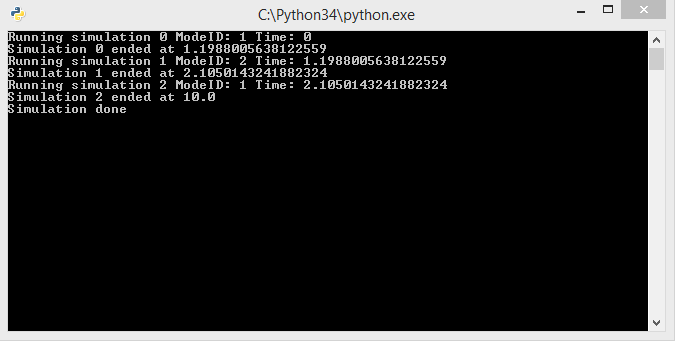 C:\Python34\python.exe
Running simulation 0 ModeID: 1 Time: 0
Simulation 0 ended at 1.1988005638122559
Running simulation 1 ModeID: 2 Time: 1.1988005638122559
Simulation 1 ended at 2.1050143241882324
Running simulation 2 ModeID: 1 Time: 2.1050143241882324
Simulation 2 ended at 10.0
Simulation done